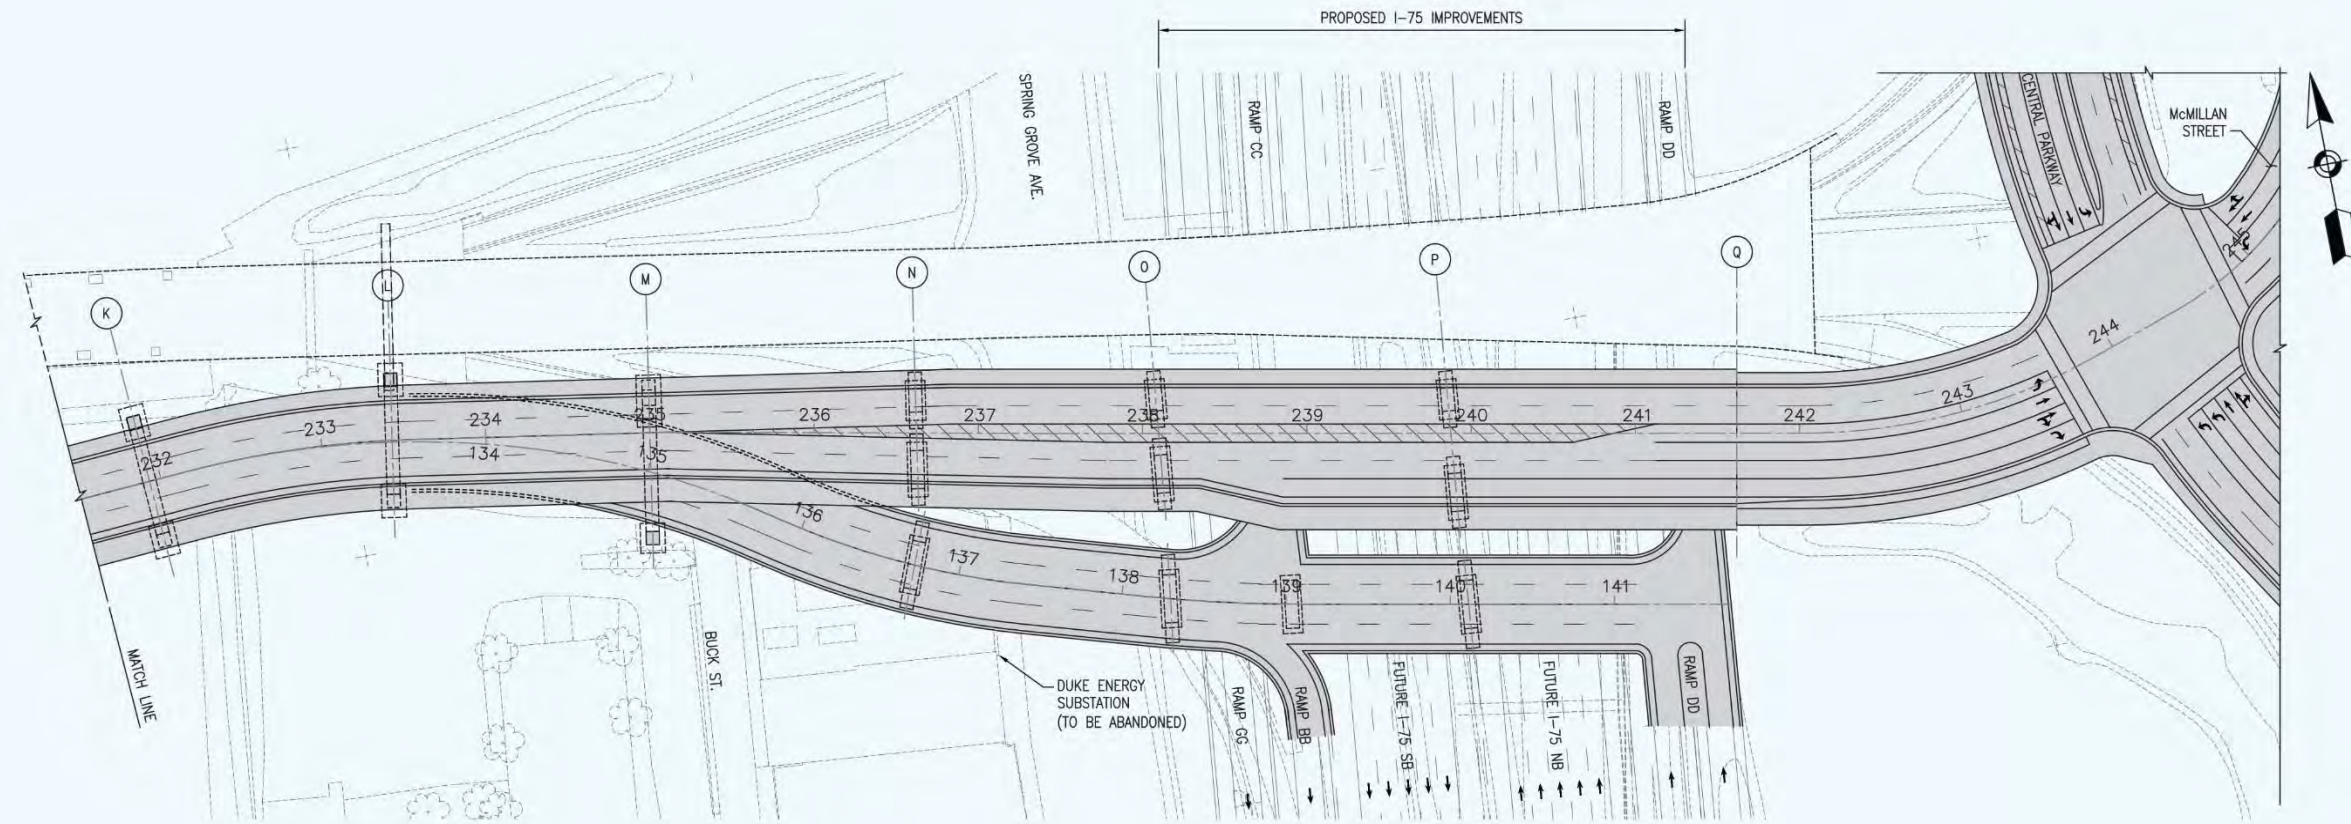 PROPOSED I-75 IMPROVEMENTS
SPRING GROVE AVE.
RAMP CC
RAMP DD
CENTRAL PARKWAY
McMILLAN
STREET
K
L
M
N
O
P
Q
232
233
234
235
236
237
238
239
240
241
242
243
244
245
134
135
136
137
138
139
140
141
MATCH LINE
BUCK ST.
DUKE ENERGY
SUBSTATION
(TO BE ABANDONED)
RAMP GG
RAMP BB
FUTURE I-75 SB
FUTURE I-75 NB
RAMP DD